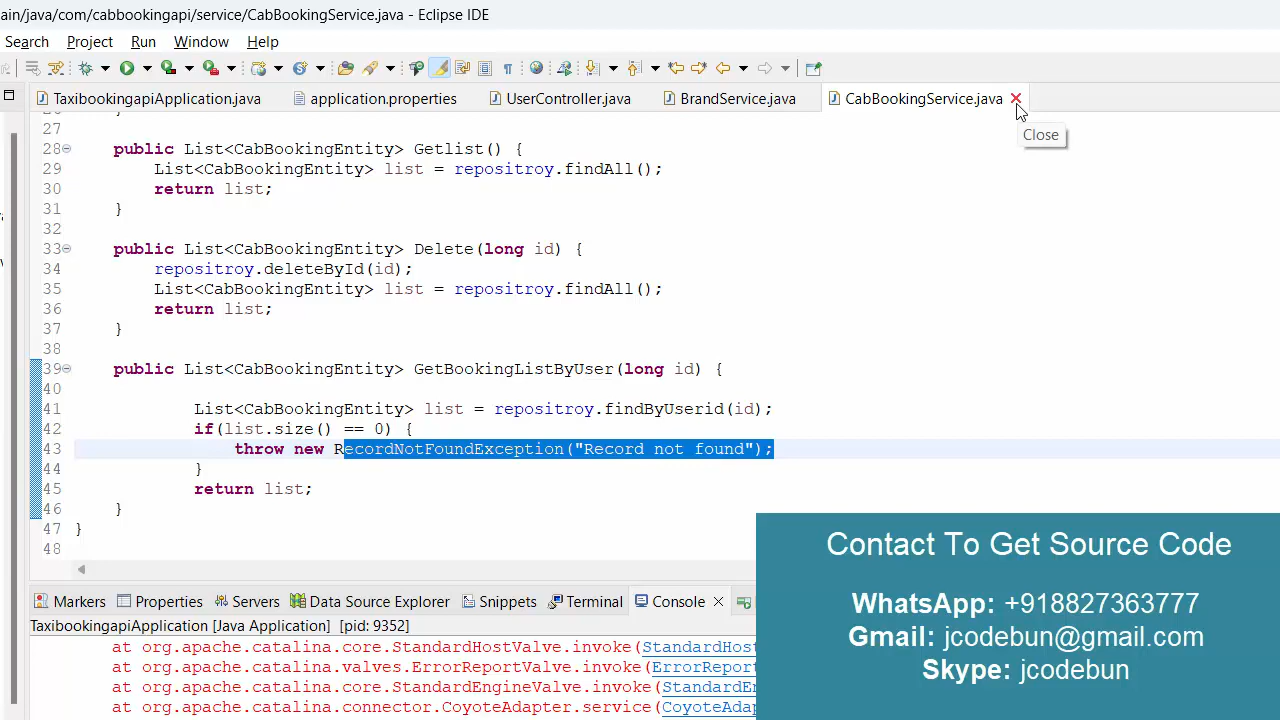 ain/java/com/cabbookingapi/service/CabBookingService.java - Eclipse IDE
Search Project Run Window Help
TaxibookingapiApplication.java application.properties UserController.java BrandService.java CabBookingService.java
Close
27
28 public List<CabBookingEntity> Getlist() {
29 List<CabBookingEntity> list = repositroy.findAll();
30 return list;
31 }
32
33 public List<CabBookingEntity> Delete(long id) {
34 repositroy.deleteById(id);
35 List<CabBookingEntity> list = repositroy.findAll();
36 return list;
37 }
38
39 public List<CabBookingEntity> GetBookingListByUser(long id) {
40
41 List<CabBookingEntity> list = repositroy.findByUserid(id);
42 if(list.size() == 0) {
43 throw new RecordNotFoundException("Record not found");
44 }
45 return list;
46 }
47 }
48
Contact To Get Source Code
WhatsApp: +918827363777
Gmail: jcodebun@gmail.com
Skype: jcodebun
Markers Properties Servers Data Source Explorer Snippets Terminal Console
TaxibookingapiApplication [Java Application] [pid: 9352]
at org.apache.catalina.core.StandardHostValve.invoke(StandardHos
at org.apache.catalina.valves.ErrorReportValve.invoke(ErrorReport
at org.apache.catalina.core.StandardEngineValve.invoke(StandardEn
at org.apache.catalina.connector.CoyoteAdapter.service(CoyoteAdap